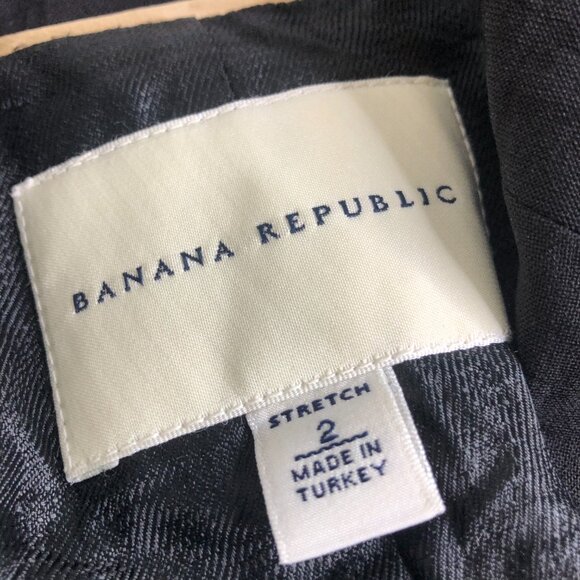 BANANA REPUBLIC
STRETCH
2
MADE IN
TURKEY